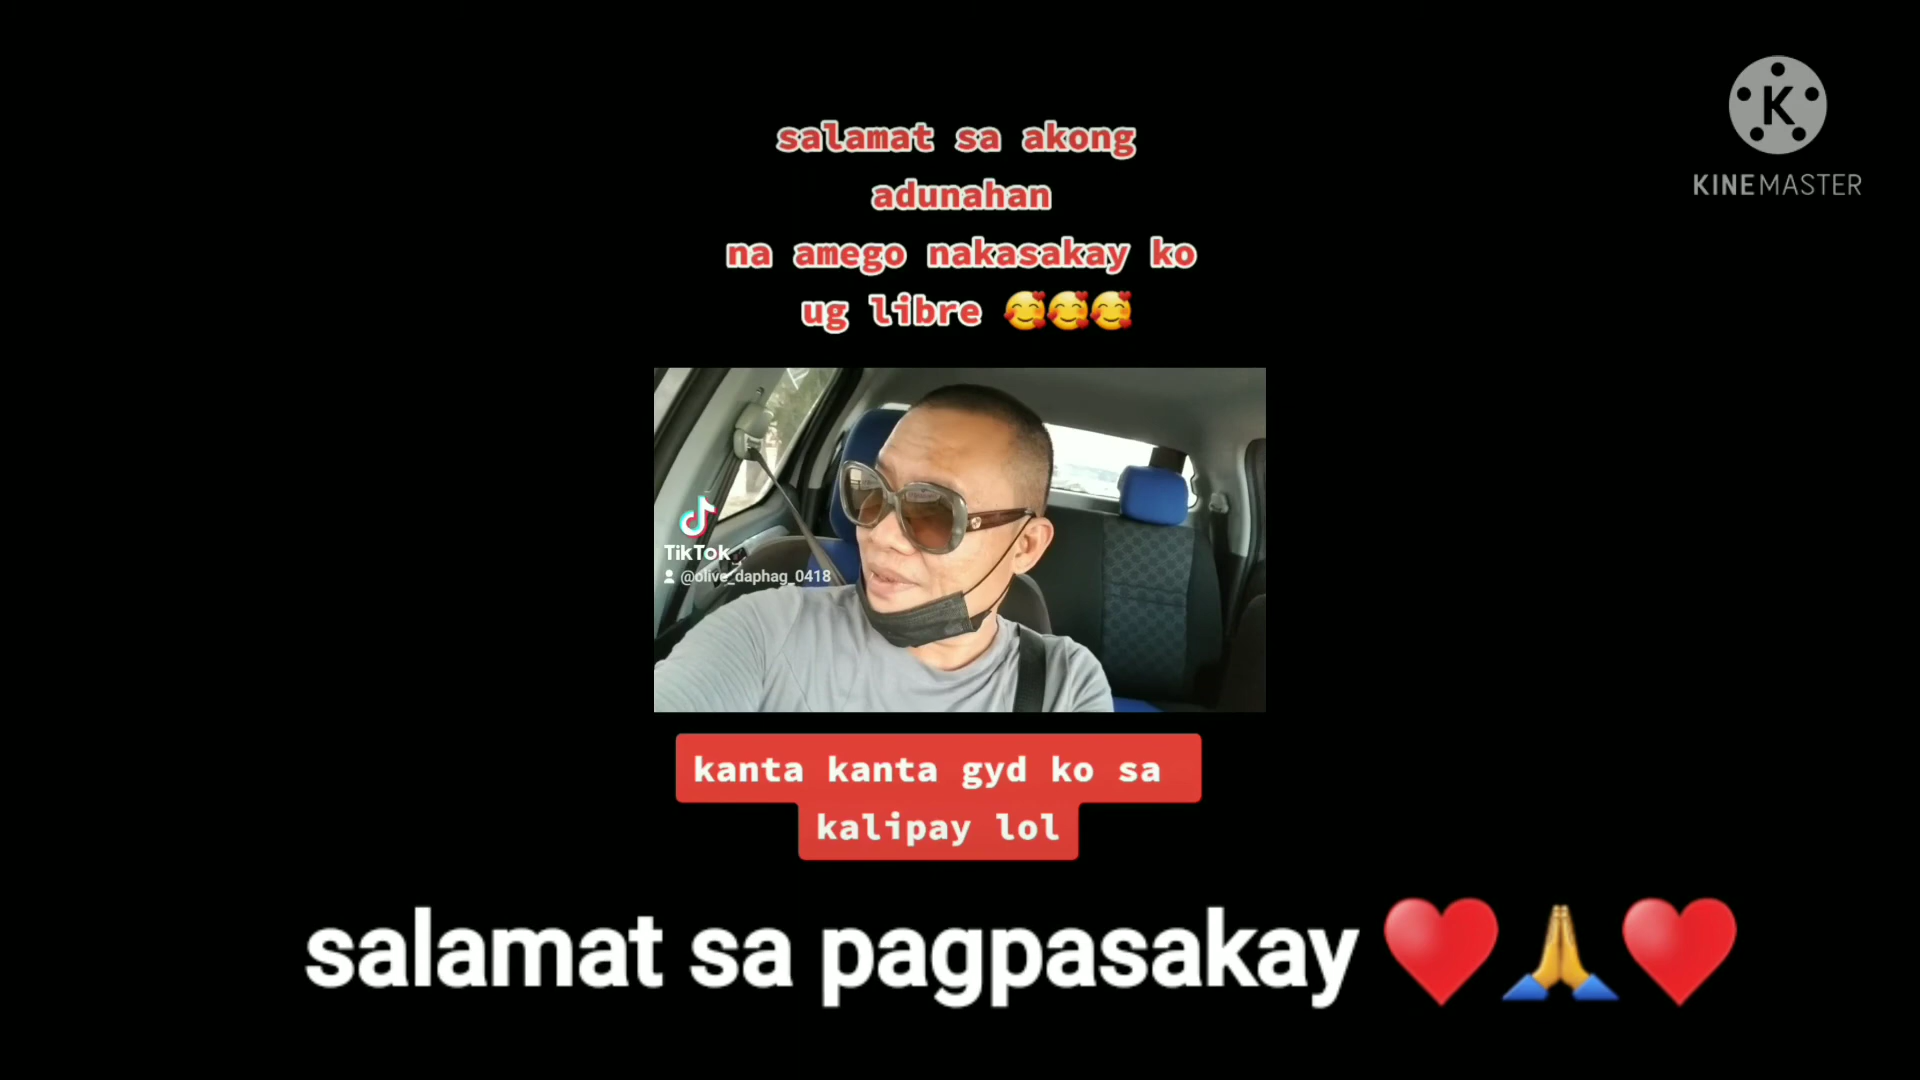 K
KINEMASTER
salamat sa akong
adunahan
na amego nakasakay ko
ug libre 🥰🥰🥰
TikTok
@olive_daphag_0418
kanta kanta gyd ko sa
kalipay lol
salamat sa pagpasakay ❤️🙏❤️